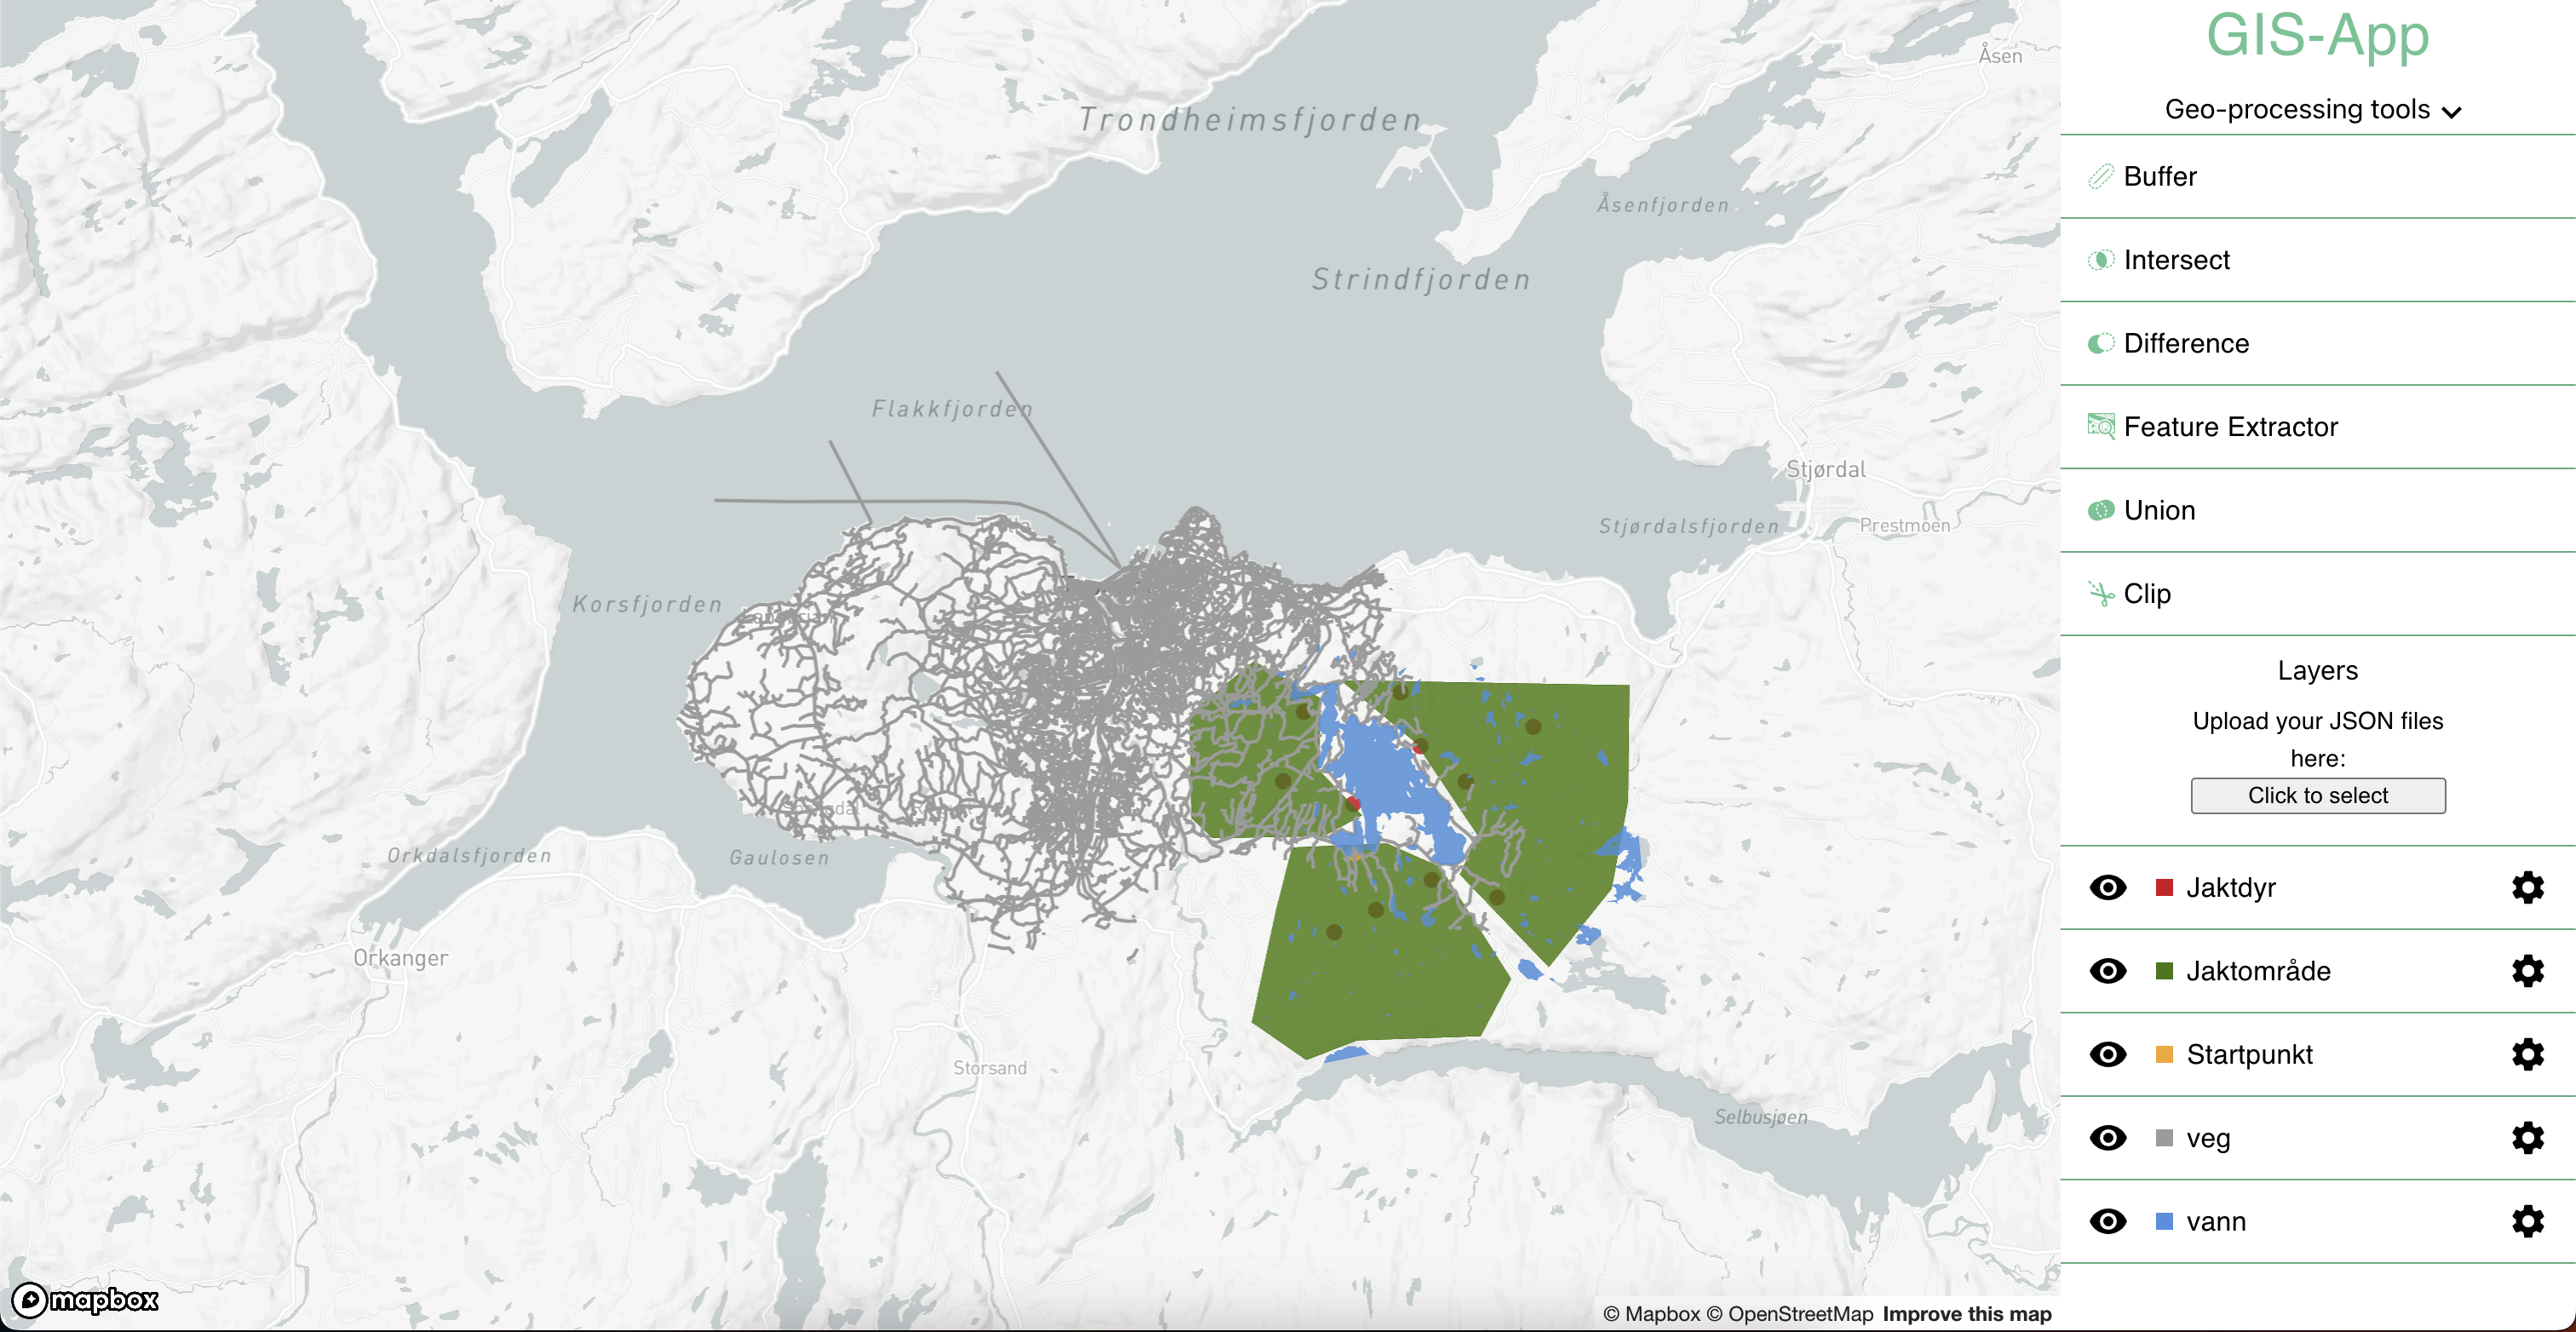 Åsen
Trondheimsfjorden
Åsenfjorden
Strindfjorden
Flakkfjorden
Stjørdal
Stjørdalsfjorden
Prestmoen
Korsfjorden
Orkdalsfjorden
Gaulosen
Orkanger
Storsand
Selbusjøen
mapbox
© Mapbox © OpenStreetMap Improve this map
GIS-App
Geo-processing tools
Buffer
Intersect
Difference
Feature Extractor
Union
Clip
Layers
Upload your JSON files
here:
Click to select
Jaktdyr
Jaktområde
Startpunkt
veg
vann